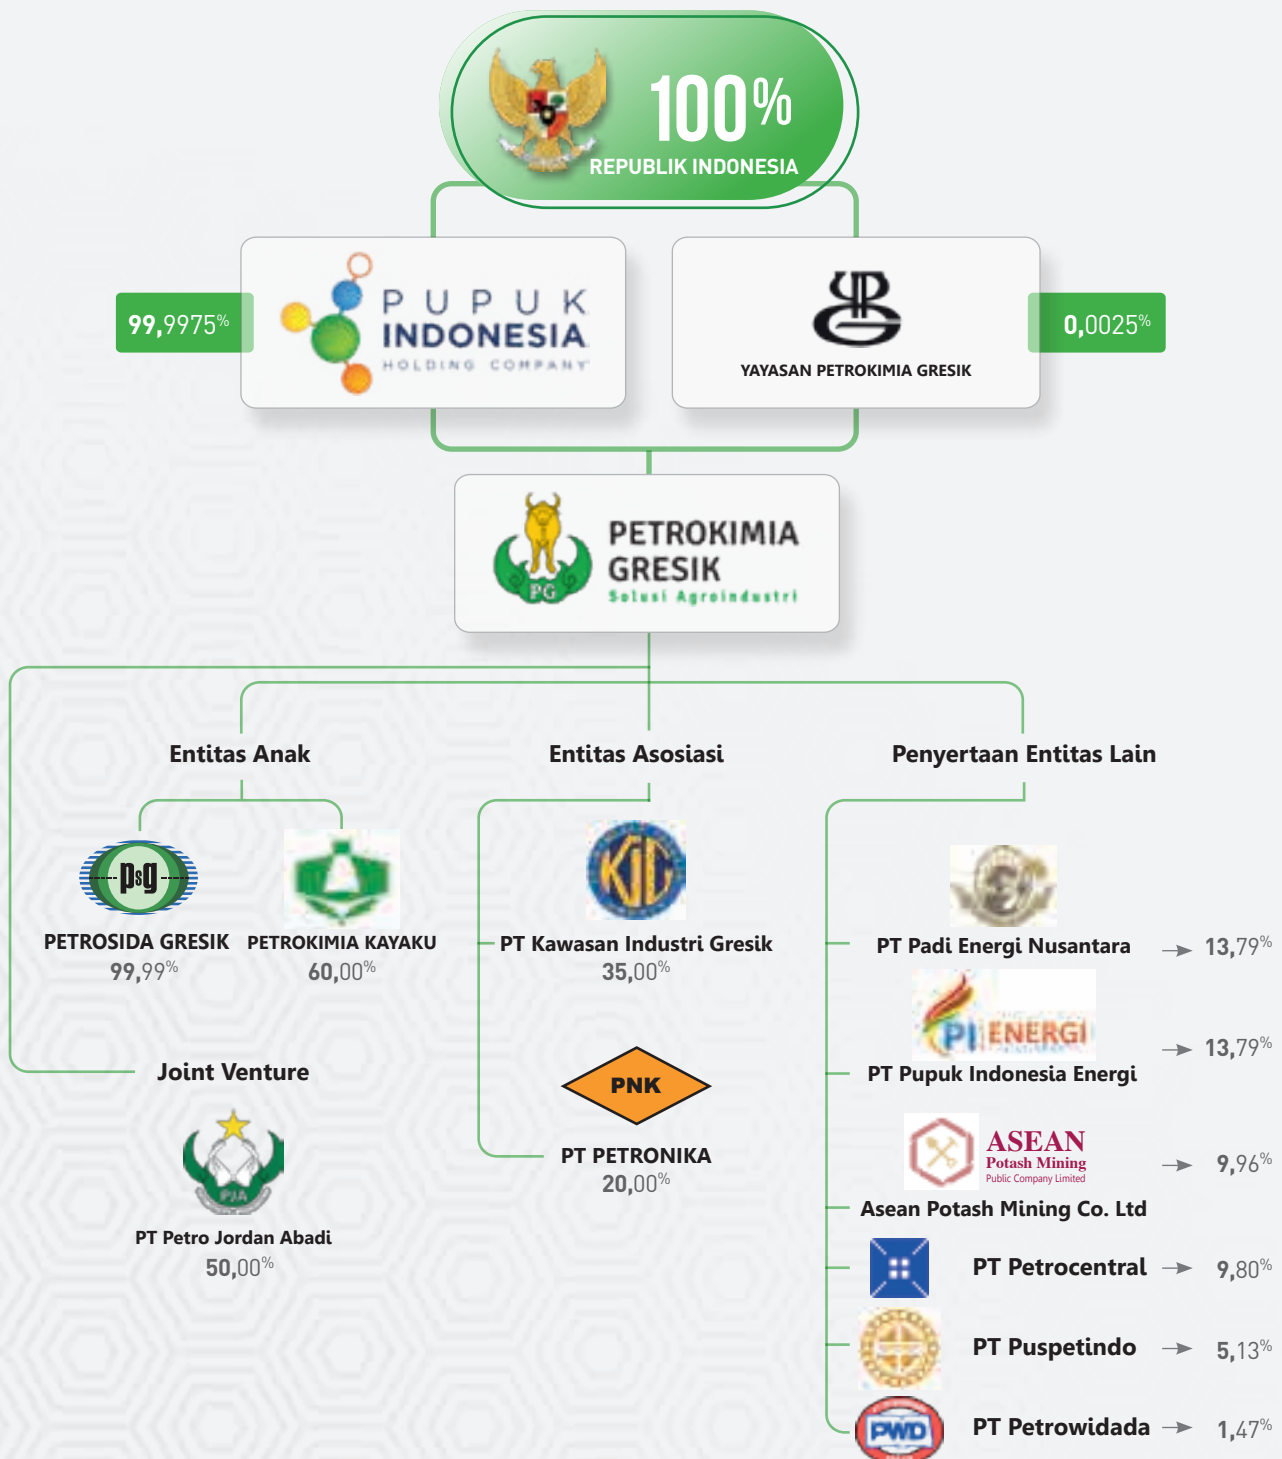 100%
REPUBLIK INDONESIA
99,9975%
PUPUK
INDONESIA
HOLDING COMPANY
YAYASAN PETROKIMIA GRESIK
0,0025%
PETROKIMIA
GRESIK
Solusi Agroindustri
PG
Entitas Anak
Entitas Asosiasi
Penyertaan Entitas Lain
psg
PETROSIDA GRESIK
99,99%
PETROKIMIA KAYAKU
60,00%
KIG
PT Kawasan Industri Gresik
35,00%
PT Padi Energi Nusantara
13,79%
PI ENERGI
PT Pupuk Indonesia Energi
13,79%
Joint Venture
PJA
PT Petro Jordan Abadi
50,00%
PNK
PT PETRONIKA
20,00%
ASEAN
Potash Mining
Public Company Limited
Asean Potash Mining Co. Ltd
9,96%
PT Petrocentral
9,80%
PT Puspetindo
5,13%
PWD
PT Petrowidada
1,47%